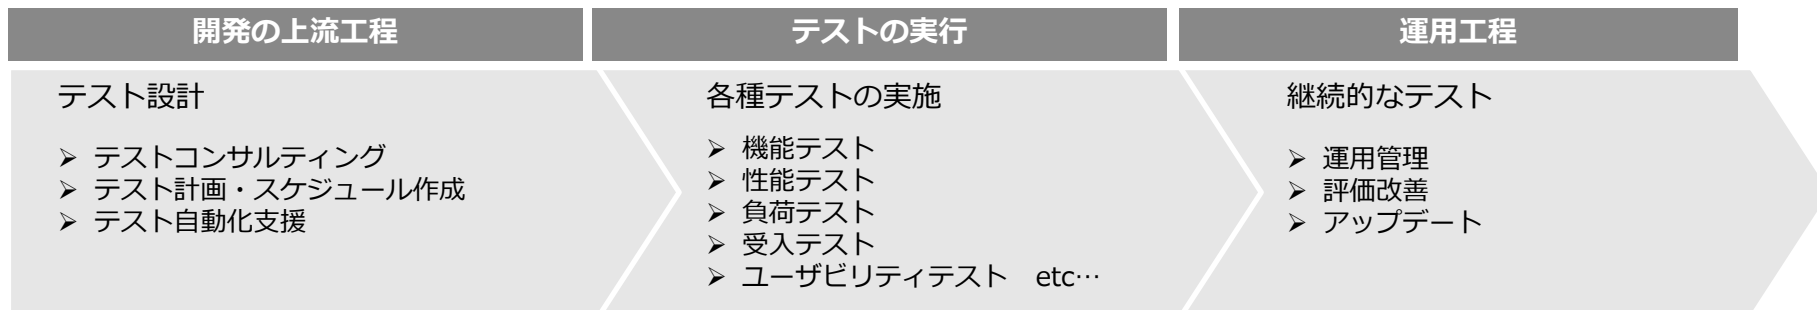 開発の上流工程
テスト設計
➢ テストコンサルティング
➢ テスト計画・スケジュール作成
➢ テスト自動化支援
テストの実行
各種テストの実施
➢ 機能テスト
➢ 性能テスト
➢ 負荷テスト
➢ 受入テスト
➢ ユーザビリティテスト　etc…
運用工程
継続的なテスト
➢ 運用管理
➢ 評価改善
➢ アップデート